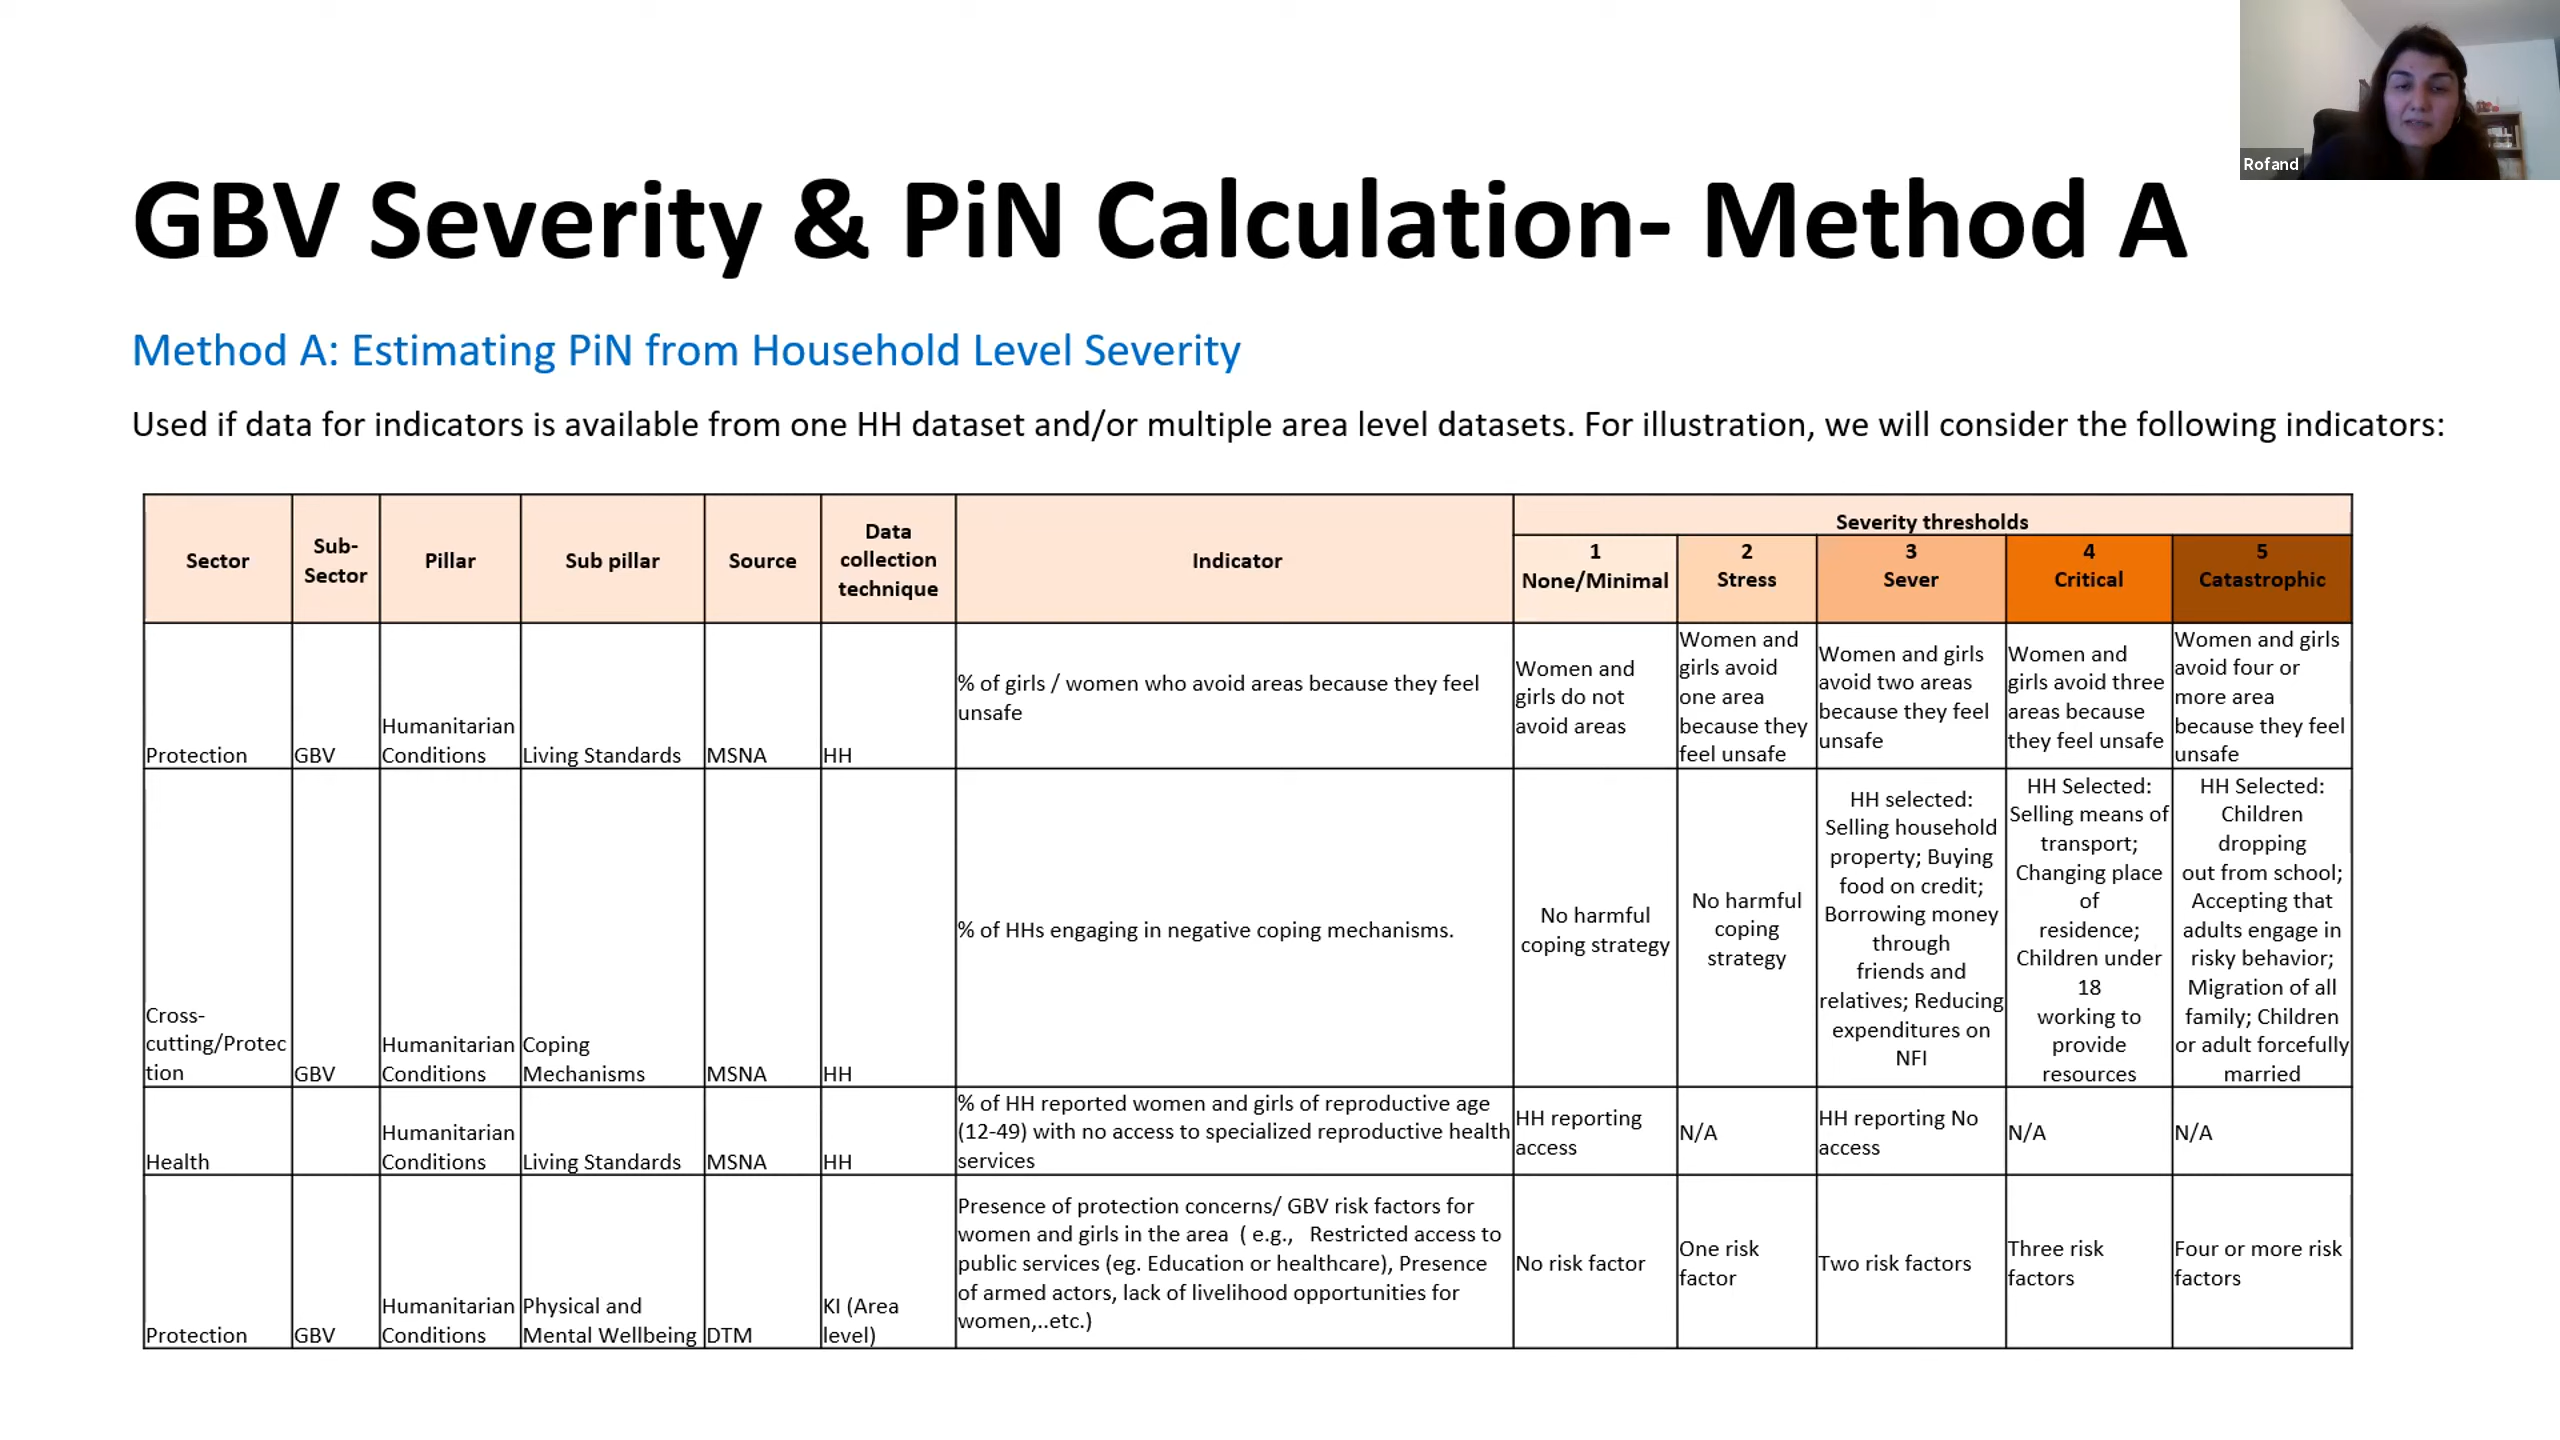 Rofand
GBV Severity & PiN Calculation- Method A
Method A: Estimating PiN from Household Level Severity
Used if data for indicators is available from one HH dataset and/or multiple area level datasets. For illustration, we will consider the following indicators:
Sector
Sub-
Sector
Pillar
Sub pillar
Source
Data
collection
technique
Indicator
Severity thresholds
1
None/Minimal
2
Stress
3
Sever
4
Critical
5
Catastrophic
Protection
GBV
Humanitarian
Conditions
Living Standards
MSNA
HH
% of girls / women who avoid areas because they feel
unsafe
Women and
girls do not
avoid areas
Women and
girls avoid
one area
because they
feel unsafe
Women and girls
avoid two areas
because they feel
unsafe
Women and
girls avoid three
areas because
they feel unsafe
Women and girls
avoid four or
more area
because they feel
unsafe
Cross-
cutting/Protec
tion
GBV
Humanitarian
Conditions
Coping
Mechanisms
MSNA
HH
% of HHs engaging in negative coping mechanisms.
No harmful
coping strategy
No harmful
coping
strategy
HH selected:
Selling household
property; Buying
food on credit;
Borrowing money
through
friends and
relatives; Reducing
expenditures on
NFI
HH Selected:
Selling means of
transport;
Changing place
of
residence;
Children under
18
working to
provide
resources
HH Selected:
Children
dropping
out from school;
Accepting that
adults engage in
risky behavior;
Migration of all
family; Children
or adult forcefully
married
Health
Humanitarian
Conditions
Living Standards
MSNA
HH
% of HH reported women and girls of reproductive age
(12-49) with no access to specialized reproductive health
services
HH reporting
access
N/A
HH reporting No
access
N/A
N/A
Protection
GBV
Humanitarian
Conditions
Physical and
Mental Wellbeing
DTM
KI (Area
level)
Presence of protection concerns/ GBV risk factors for
women and girls in the area ( e.g., Restricted access to
public services (eg. Education or healthcare), Presence
of armed actors, lack of livelihood opportunities for
women,..etc.)
No risk factor
One risk
factor
Two risk factors
Three risk
factors
Four or more risk
factors